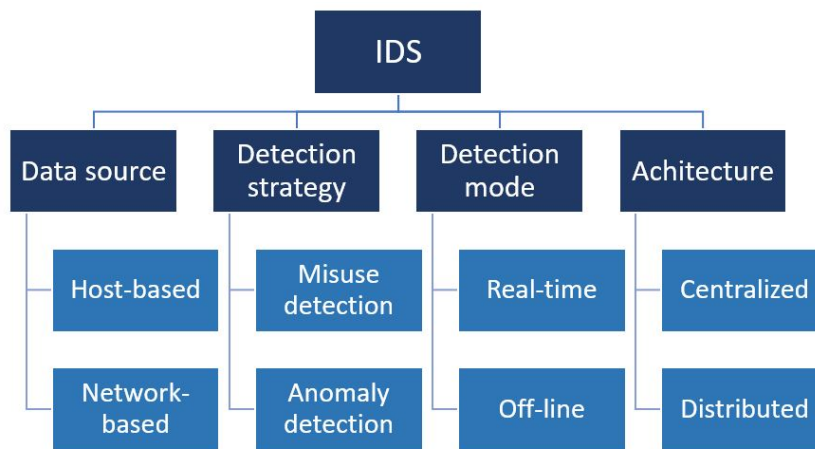 IDS
Data source
Detection
strategy
Detection
mode
Achitecture
Host-based
Misuse
detection
Real-time
Centralized
Network-
based
Anomaly
detection
Off-line
Distributed